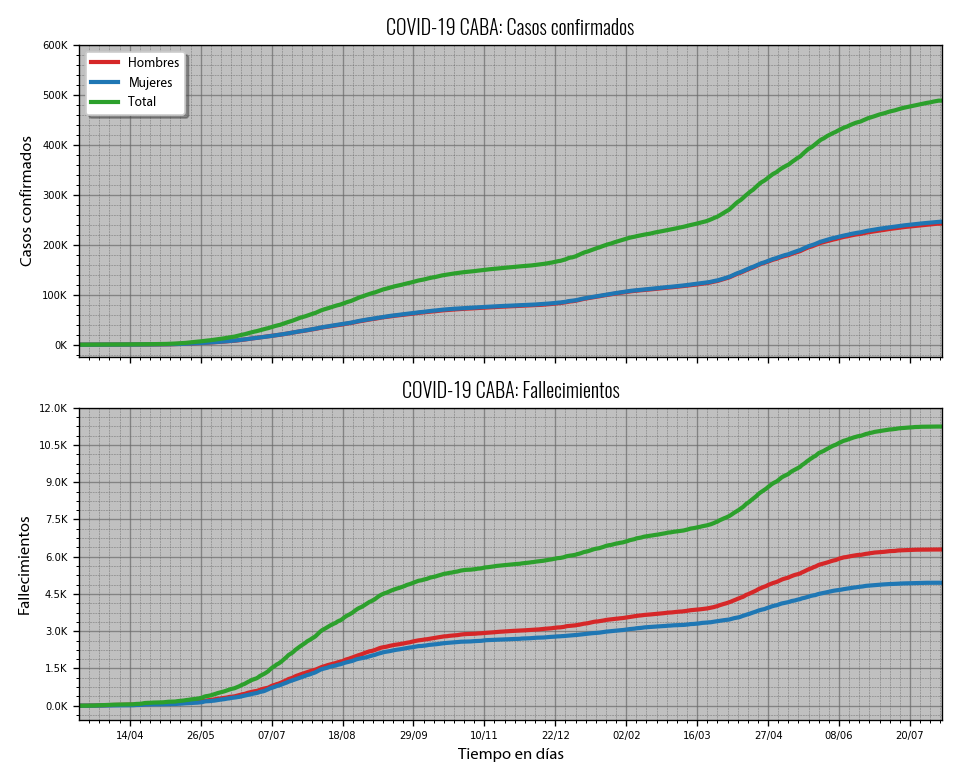 COVID-19 CABA: Casos confirmados
600K
500K
400K
300K
200K
100K
0K
Casos confirmados
Hombres
Mujeres
Total
COVID-19 CABA: Fallecimientos
12.0K
10.5K
9.0K
7.5K
6.0K
4.5K
3.0K
1.5K
0.0K
Fallecimientos
14/04 26/05 07/07 18/08 29/09 10/11 22/12 02/02 16/03 27/04 08/06 20/07
Tiempo en días